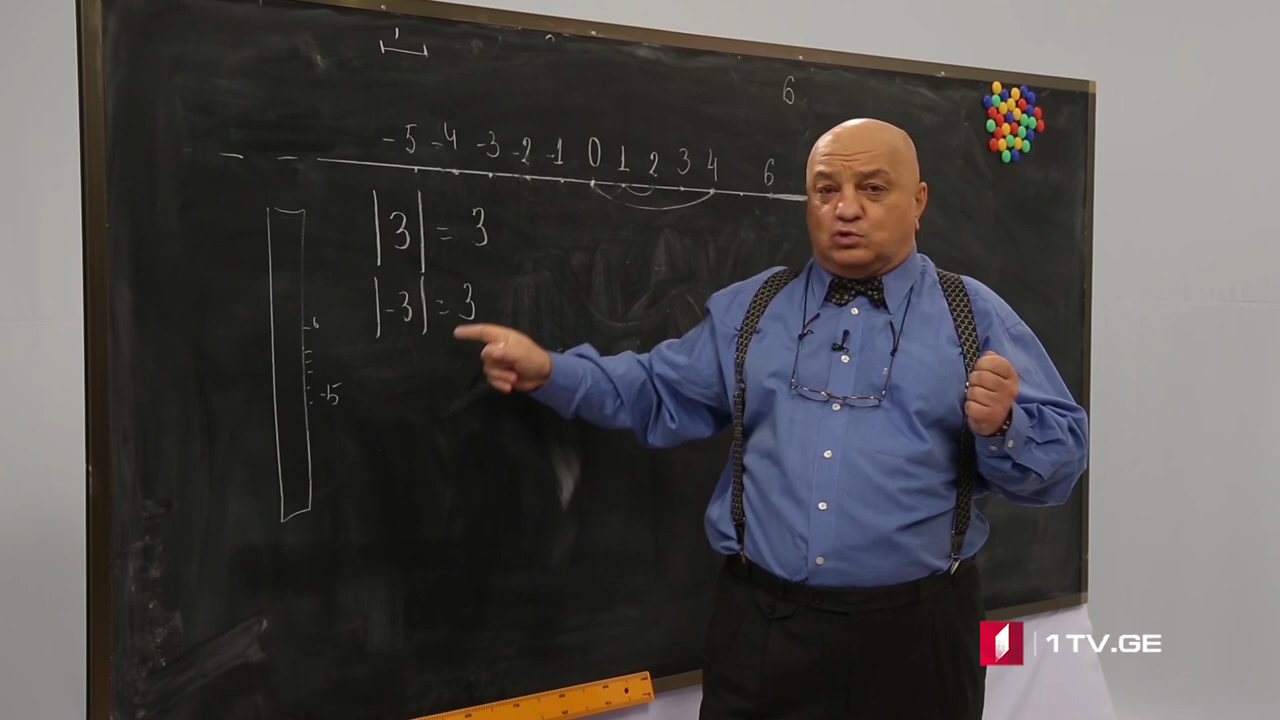 1
6
-5 -4 -3 -2 -1 0 1 2 3 4 6
|3| = 3
|-3| = 3
6
-5
1TV.GE